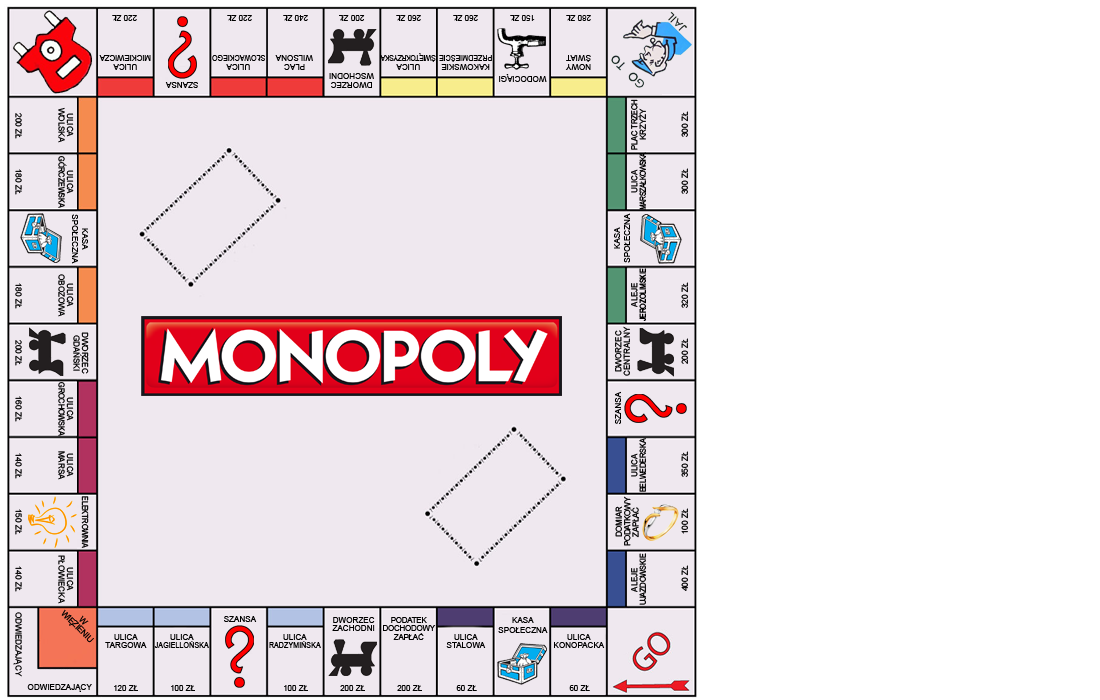 220 ZŁ
ULICA
MICKIEWICZA
SZANSA
220 ZŁ
ULICA
SŁOWACKIEGO
240 ZŁ
PLAC
WILSONA
200 ZŁ
DWORZEC
WSCHODNI
260 ZŁ
ULICA
ŚWIĘTOKRZYSKA
260 ZŁ
KAKOWSKIE
PRZEDMIEŚCIE
150 ZŁ
WODOCIĄGI
280 ZŁ
NOWY
ŚWIAT
GO TO
JAIL
ULICA
WOLSKA
200 ZŁ
ULICA
GÓRCZEWSKA
180 ZŁ
KASA
SPOŁECZNA
ULICA
OBOZOWA
180 ZŁ
DWORZEC
GDAŃSKI
200 ZŁ
ULICA
GROCHOWSKA
160 ZŁ
ULICA
MARSA
140 ZŁ
ELEKTROWNIA
150 ZŁ
ULICA
PŁOWIECKA
140 ZŁ
MONOPOLY
PLAC TRZECH
KRZYŻY
300 ZŁ
ULICA
MARSZAŁKOWSKA
300 ZŁ
KASA
SPOŁECZNA
ALEJE
JEROZOLIMSKIE
320 ZŁ
DWORZEC
CENTRALNY
200 ZŁ
SZANSA
ULICA
BELWEDERSKA
350 ZŁ
DOMIAR
PODATKOWY
ZAPŁAĆ
100 ZŁ
ALEJE
UJAZDOWSKIE
400 ZŁ
W
WIĘZIENIU
ODWIEDZAJĄCY
ODWIEDZAJĄCY
ULICA
TARGOWA
120 ZŁ
ULICA
JAGIELLOŃSKA
100 ZŁ
SZANSA
ULICA
RADZYMIŃSKA
100 ZŁ
DWORZEC
ZACHODNI
200 ZŁ
PODATEK
DOCHODOWY
ZAPŁAĆ
200 ZŁ
ULICA
STALOWA
60 ZŁ
KASA
SPOŁECZNA
ULICA
KONOPACKA
60 ZŁ
GO